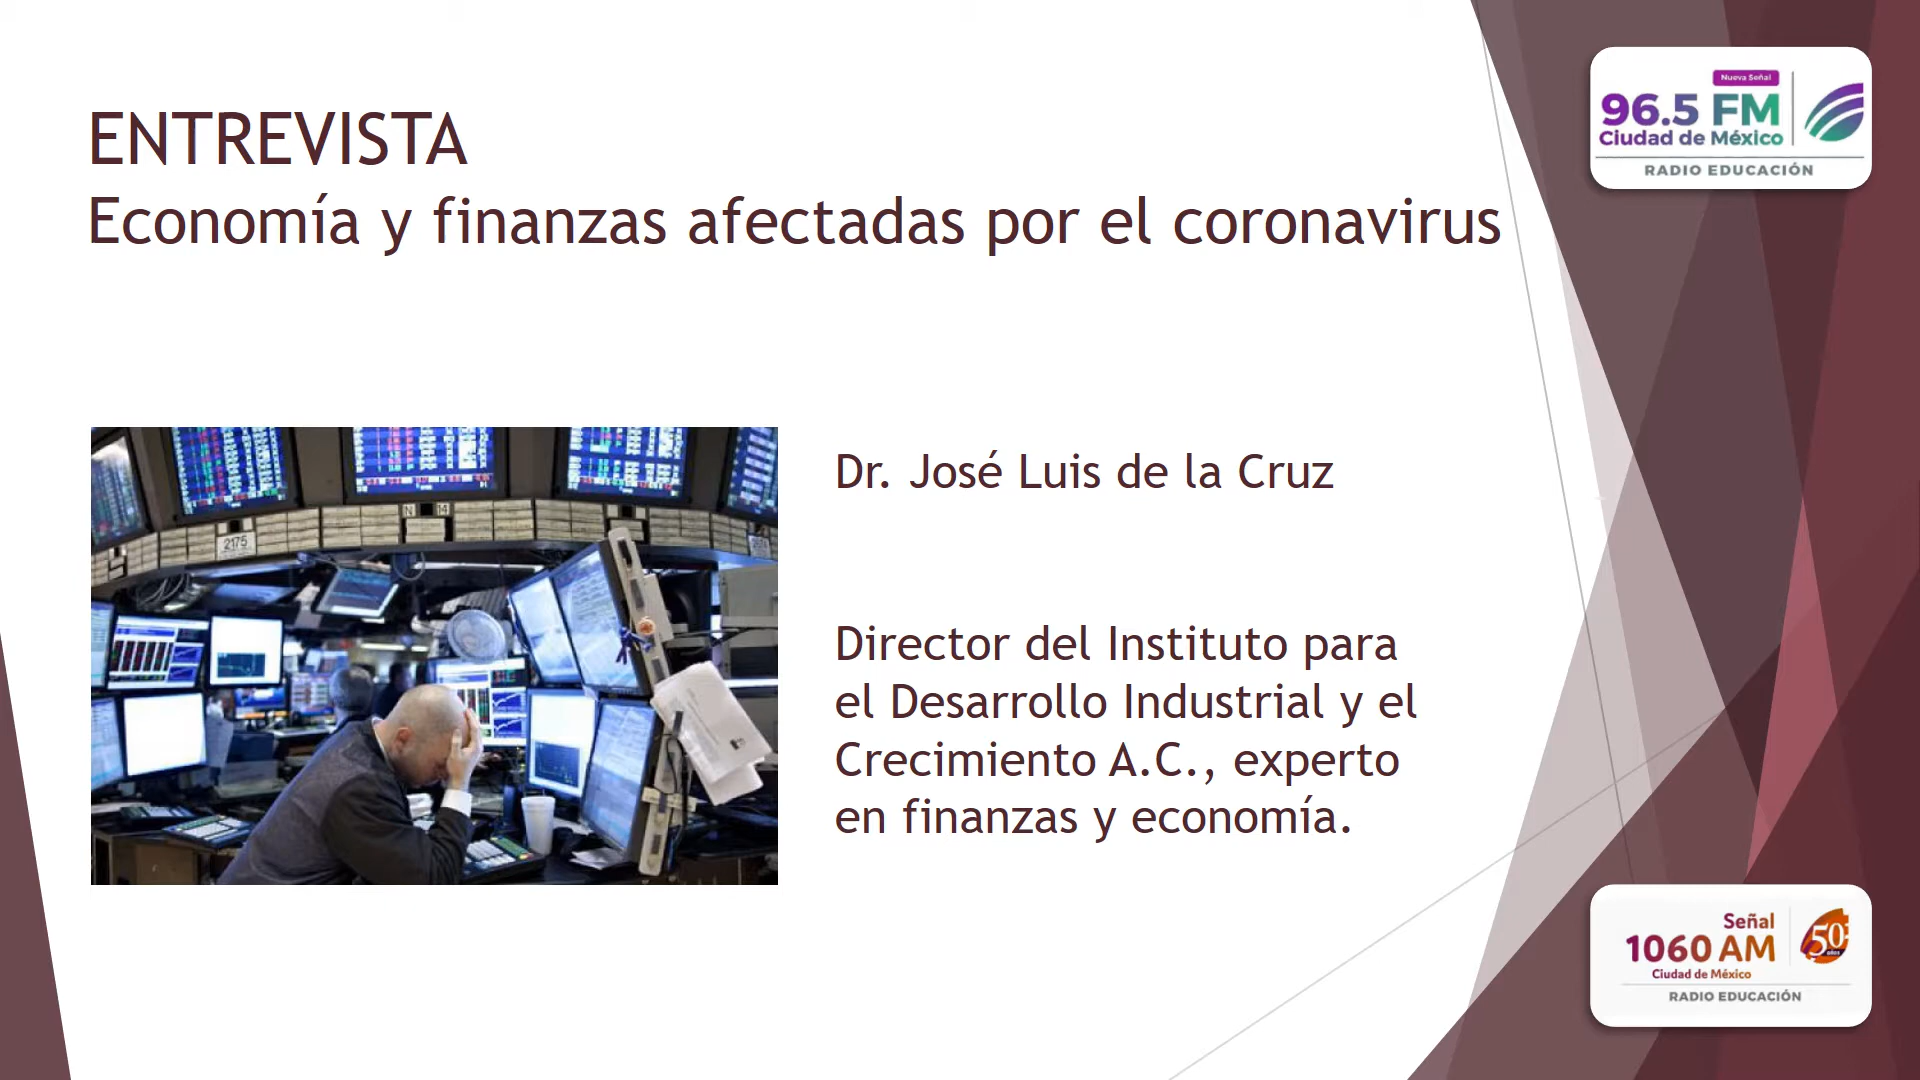 ENTREVISTA
Economía y finanzas afectadas por el coronavirus
Nueva Señal
96.5 FM
Ciudad de México
RADIO EDUCACIÓN
N 14
2175
Dr. José Luis de la Cruz
Director del Instituto para
el Desarrollo Industrial y el
Crecimiento A.C., experto
en finanzas y economía.
Señal
1060 AM
Ciudad de México
50
años
RADIO EDUCACIÓN